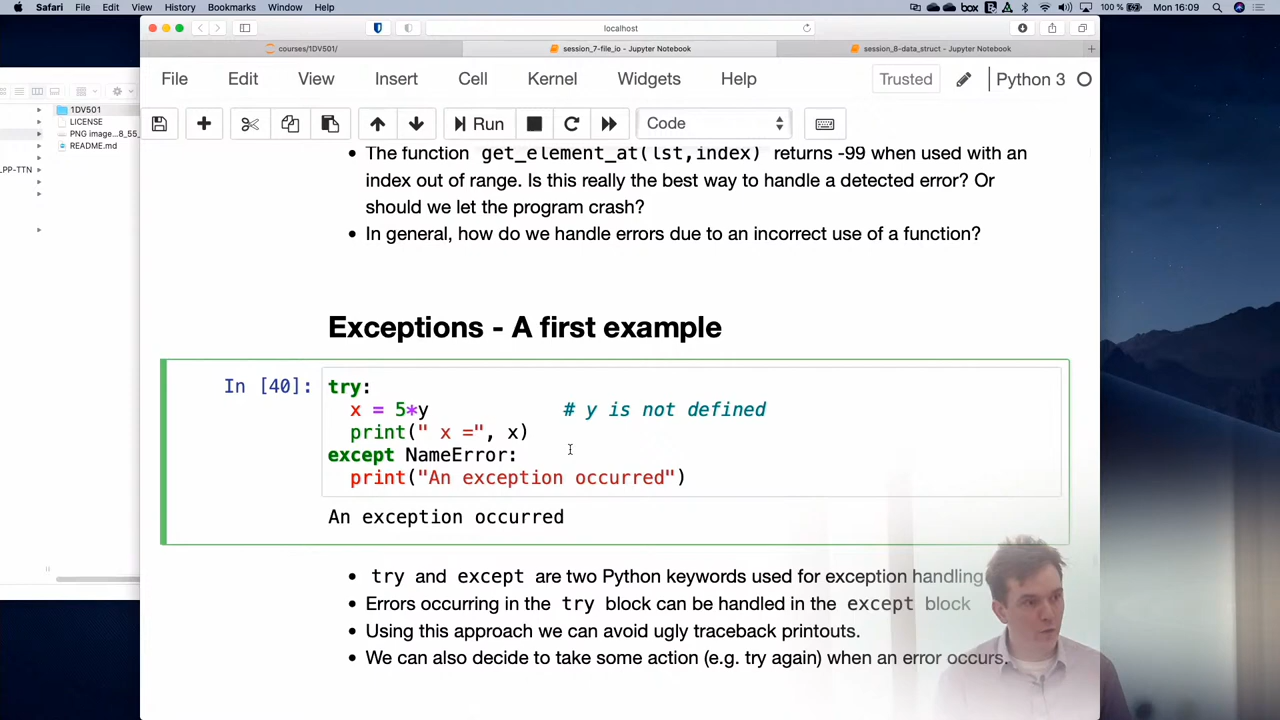 Safari File Edit View History Bookmarks Window Help box 100 % Mon 16:09
localhost
courses/1DV501/ session_7-file_io - Jupyter Notebook session_8-data_struct - Jupyter Notebook
File Edit View Insert Cell Kernel Widgets Help Trusted Python 3
Run Code
1DV501
LICENSE
PNG image...8_55_
README.md
LPP-TTN
• The function get_element_at(lst,index) returns -99 when used with an
index out of range. Is this really the best way to handle a detected error? Or
should we let the program crash?
• In general, how do we handle errors due to an incorrect use of a function?
Exceptions - A first example
In [40]: try:
x = 5*y # y is not defined
print(" x =", x)
except NameError:
print("An exception occurred")
An exception occurred
• try and except are two Python keywords used for exception handling
• Errors occurring in the try block can be handled in the except block
• Using this approach we can avoid ugly traceback printouts.
• We can also decide to take some action (e.g. try again) when an error occurs.